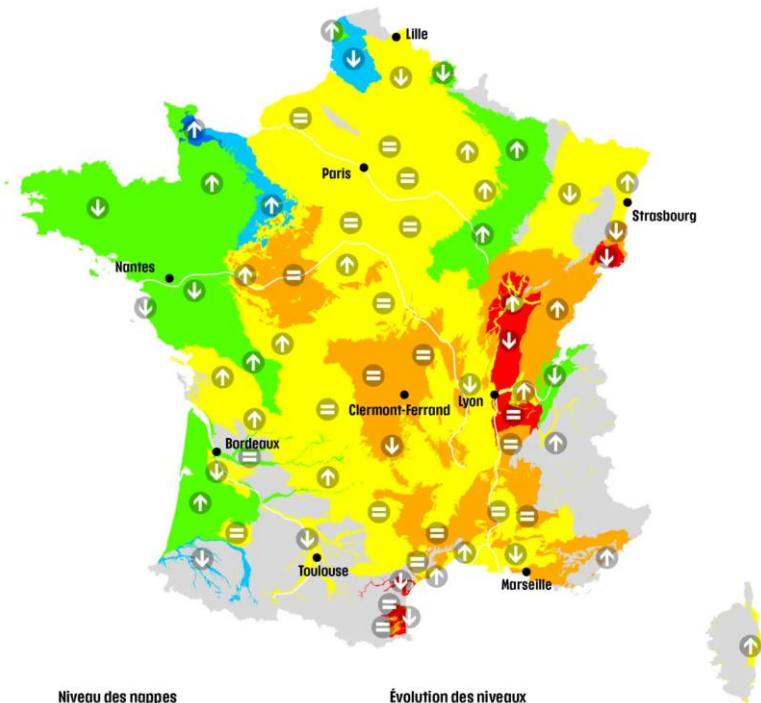 Lille
Paris
Strasbourg
Nantes
Clermont-Ferrand
Lyon
Bordeaux
Toulouse
Marseille
Niveau des nappes
Évolution des niveaux